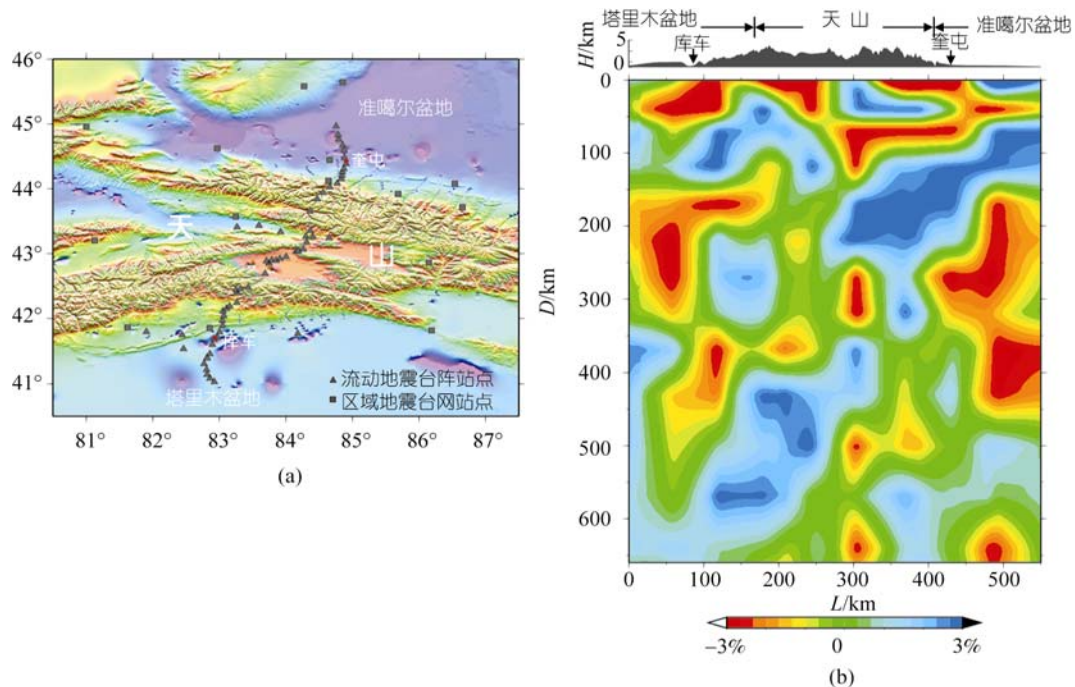 46°
45°
44°
43°
42°
41°
81°
82°
83°
84°
85°
86°
87°
准噶尔盆地
奎屯
天
山
库车
塔里木盆地
流动地震台阵站点
区域地震台网站点
(a)
塔里木盆地
天 山
准噶尔盆地
库车
奎屯
H/km
5
0
D/km
0
100
200
300
400
500
600
0
100
200
300
400
500
L/km
−3%
0
3%
(b)